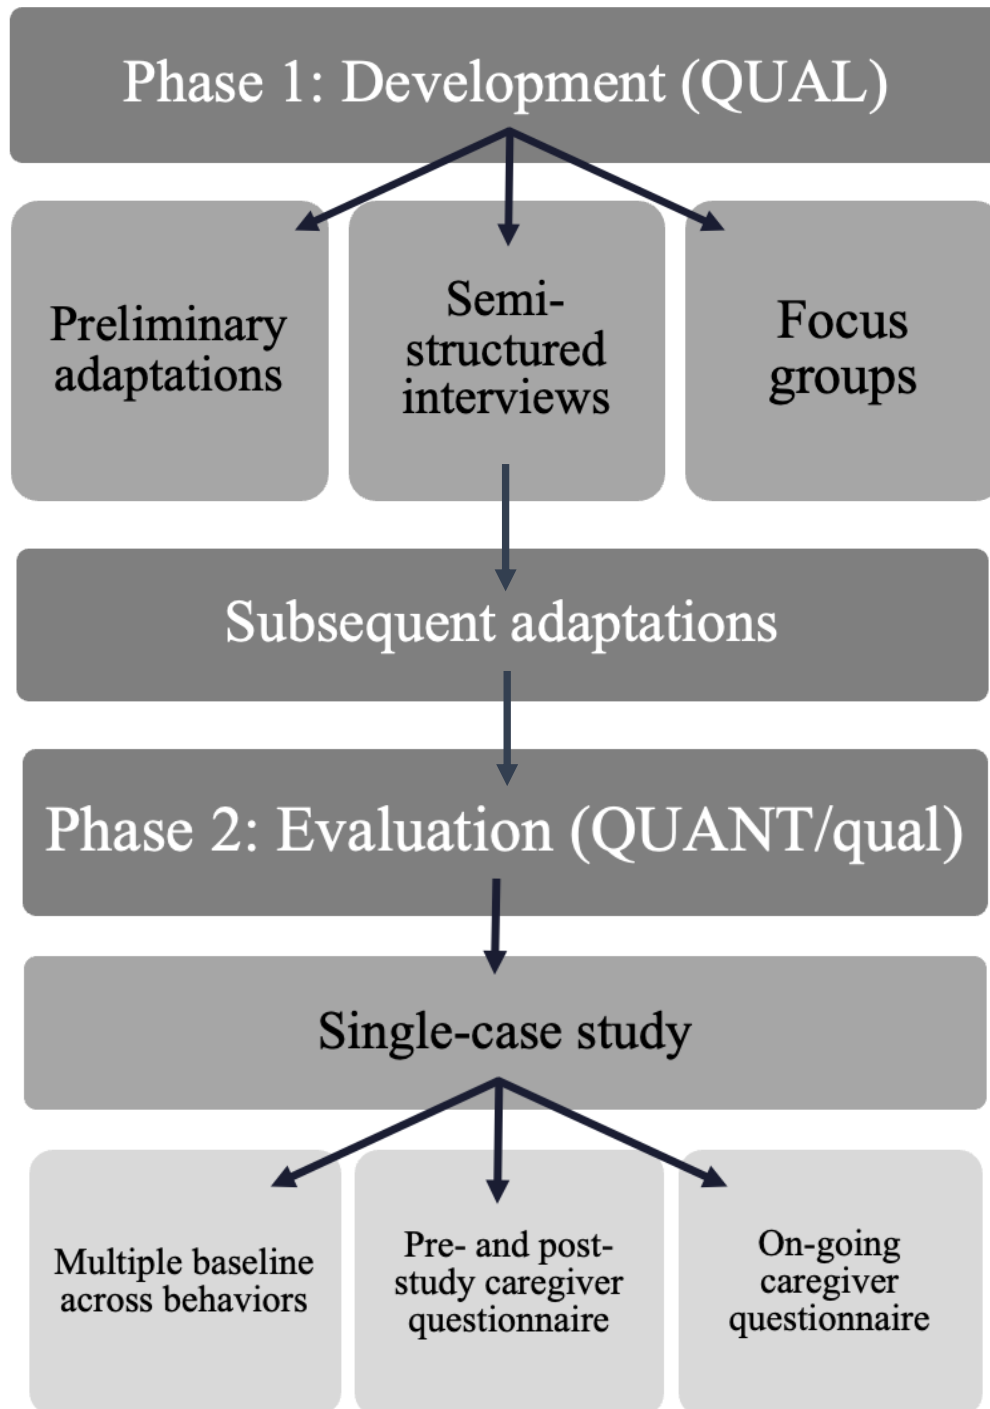 Phase 1: Development (QUAL)
Preliminary
adaptations
Semi-
structured
interviews
Focus
groups
Subsequent adaptations
Phase 2: Evaluation (QUANT/qual)
Single-case study
Multiple baseline
across behaviors
Pre- and post-
study caregiver
questionnaire
On-going
caregiver
questionnaire